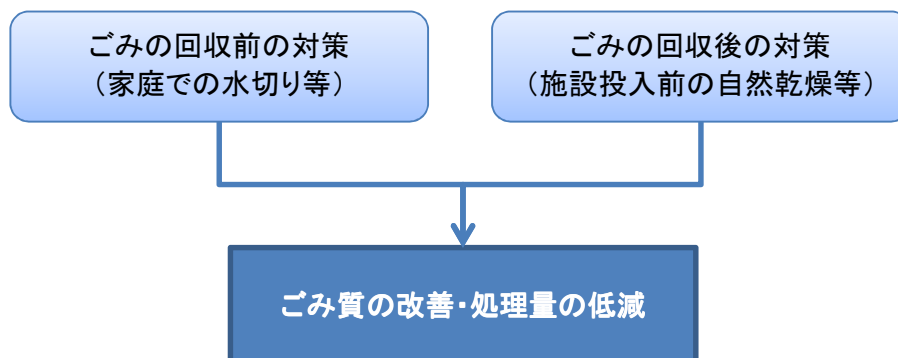 ごみの回収前の対策
（家庭での水切り等）
ごみの回収後の対策
（施設投入前の自然乾燥等）
ごみ質の改善・処理量の低減